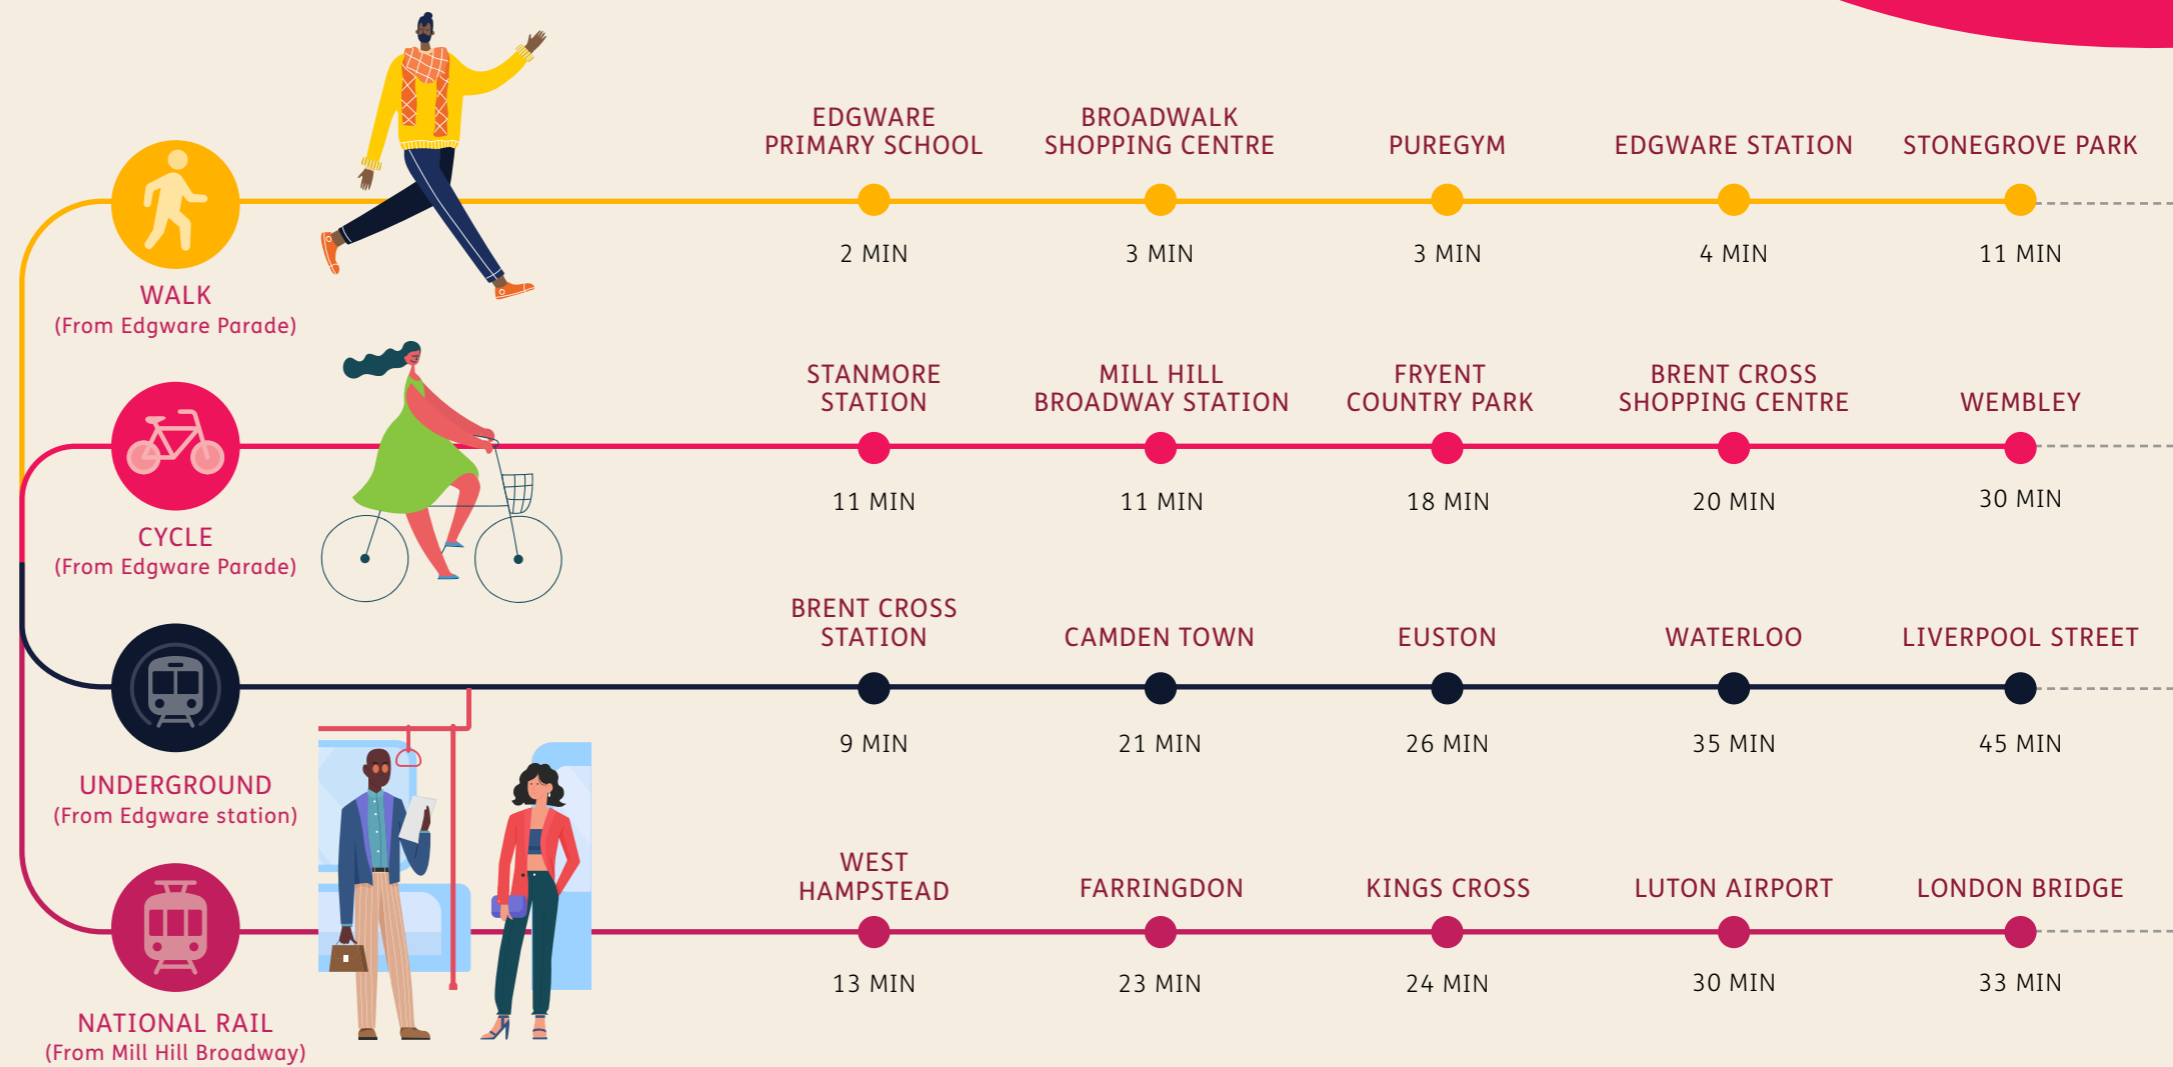 EDGWARE
PRIMARY SCHOOL
BROADWALK
SHOPPING CENTRE
PUREGYM
EDGWARE STATION
STONEGROVE PARK
2 MIN
3 MIN
3 MIN
4 MIN
11 MIN
WALK
(From Edgware Parade)
STANMORE
STATION
MILL HILL
BROADWAY STATION
FRYENT
COUNTRY PARK
BRENT CROSS
SHOPPING CENTRE
WEMBLEY
11 MIN
11 MIN
18 MIN
20 MIN
30 MIN
CYCLE
(From Edgware Parade)
BRENT CROSS
STATION
CAMDEN TOWN
EUSTON
WATERLOO
LIVERPOOL STREET
9 MIN
21 MIN
26 MIN
35 MIN
45 MIN
UNDERGROUND
(From Edgware station)
WEST
HAMPSTEAD
FARRINGDON
KINGS CROSS
LUTON AIRPORT
LONDON BRIDGE
13 MIN
23 MIN
24 MIN
30 MIN
33 MIN
NATIONAL RAIL
(From Mill Hill Broadway)